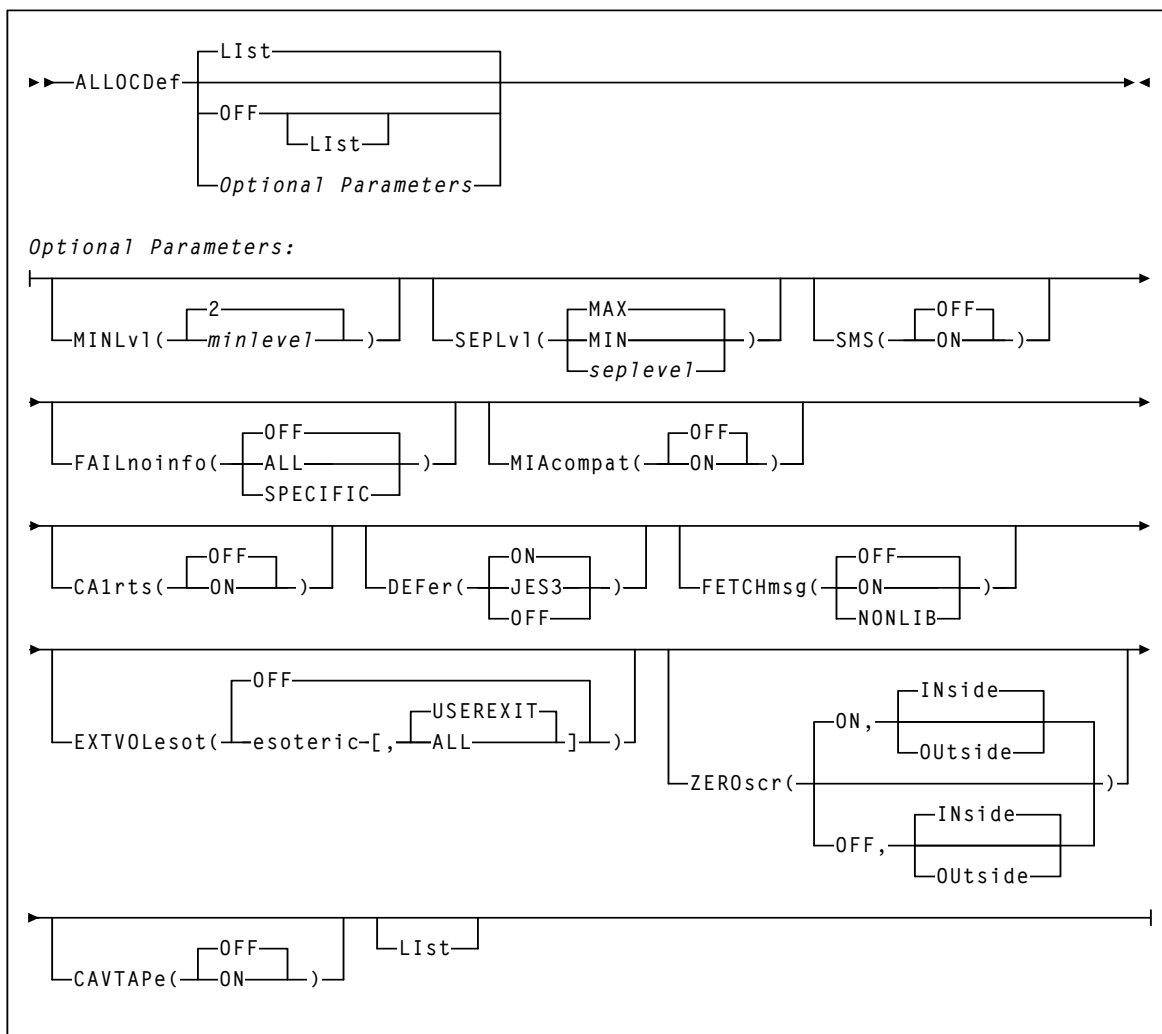 LIst
ALLOCDef
OFF
LIst
Optional Parameters
Optional Parameters:
2
MINLvl( minlevel )
MAX
SEPLvl( MIN )
seplevel
OFF
SMS( ON )
OFF
FAILnoinfo( ALL )
SPECIFIC
OFF
MIAcompat( ON )
OFF
CA1rts( ON )
ON
DEFer( JES3 )
OFF
OFF
FETCHmsg( ON )
NONLIB
OFF
USEREXIT
EXTVOLesot( esoteric [, ALL ] )
INside
ON,
OUtside
ZEROscr( )
INside
OFF,
OUtside
OFF
CAVTAPe( ON )
LIst